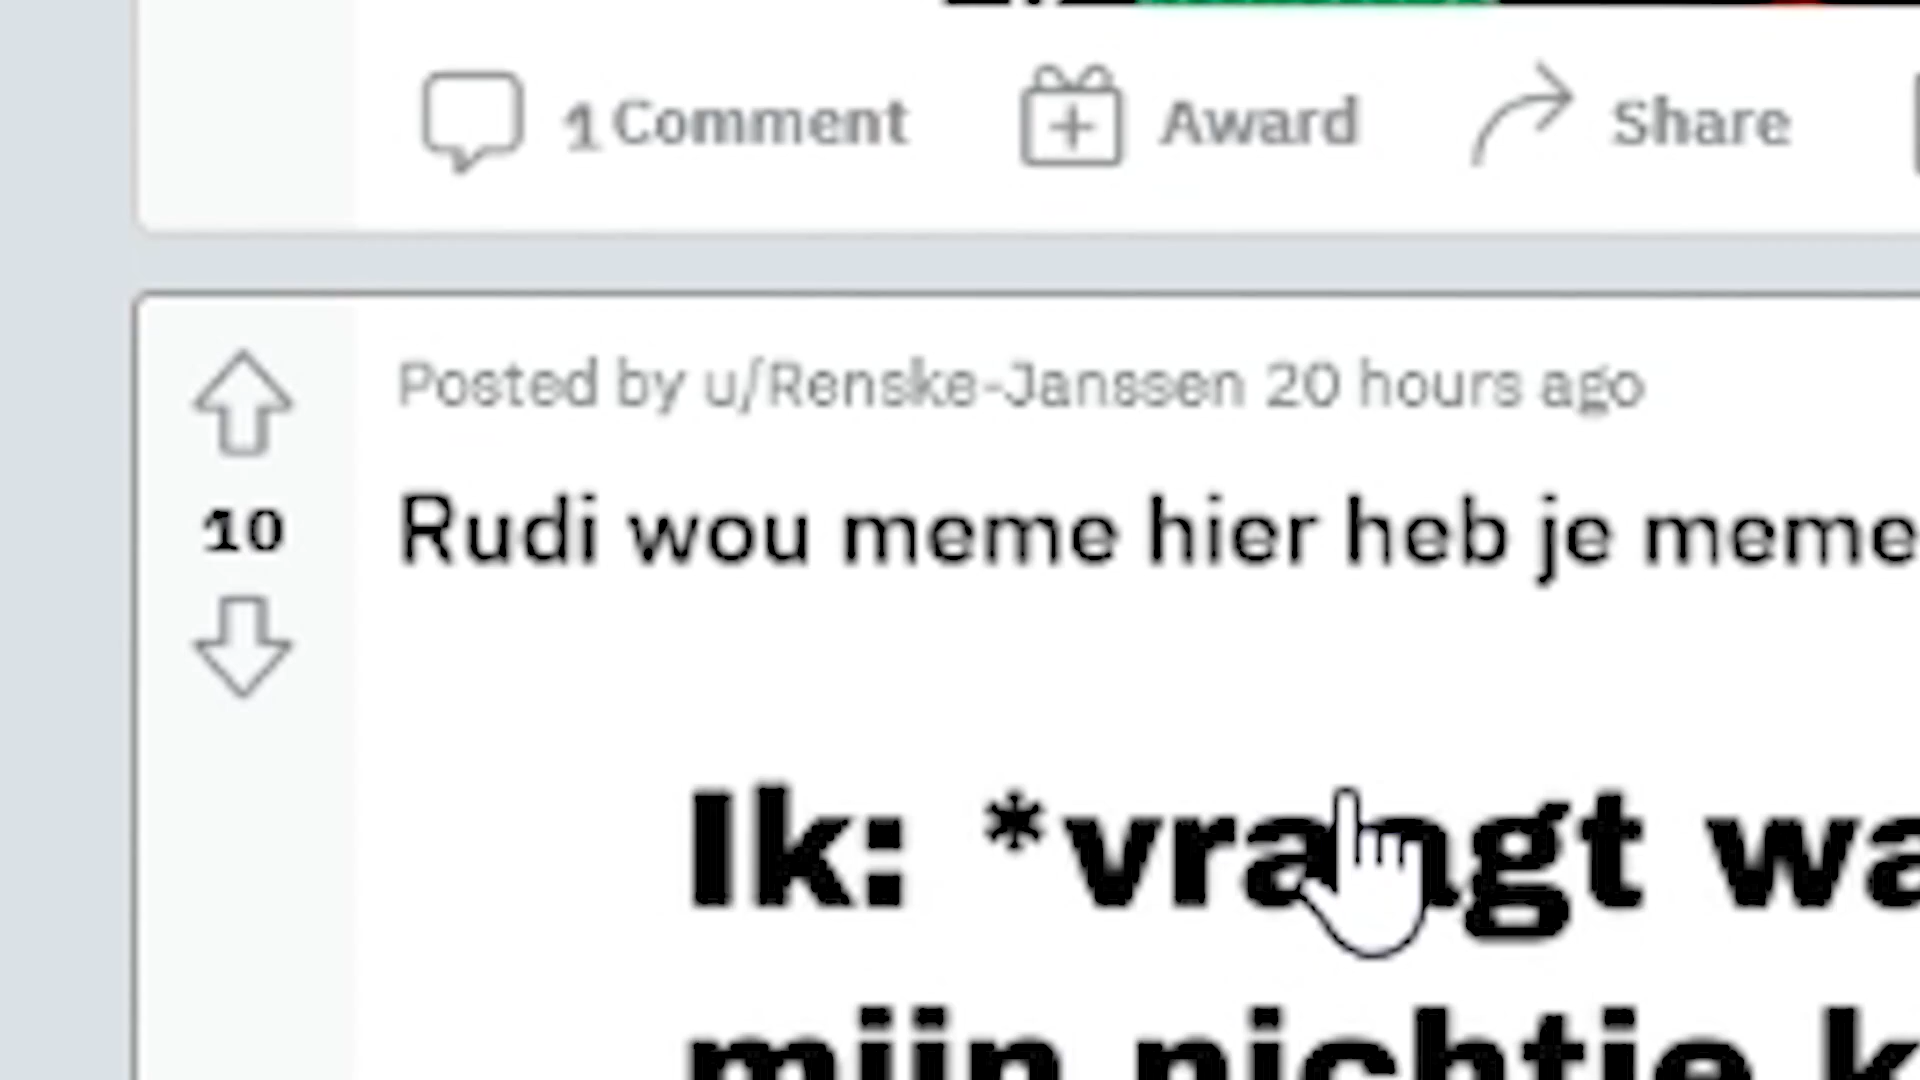 1 Comment Award Share
Posted by u/Renske-Janssen 20 hours ago
10
Rudi wou meme hier heb je meme
Ik: *vraagt wa
mijn nichtje k